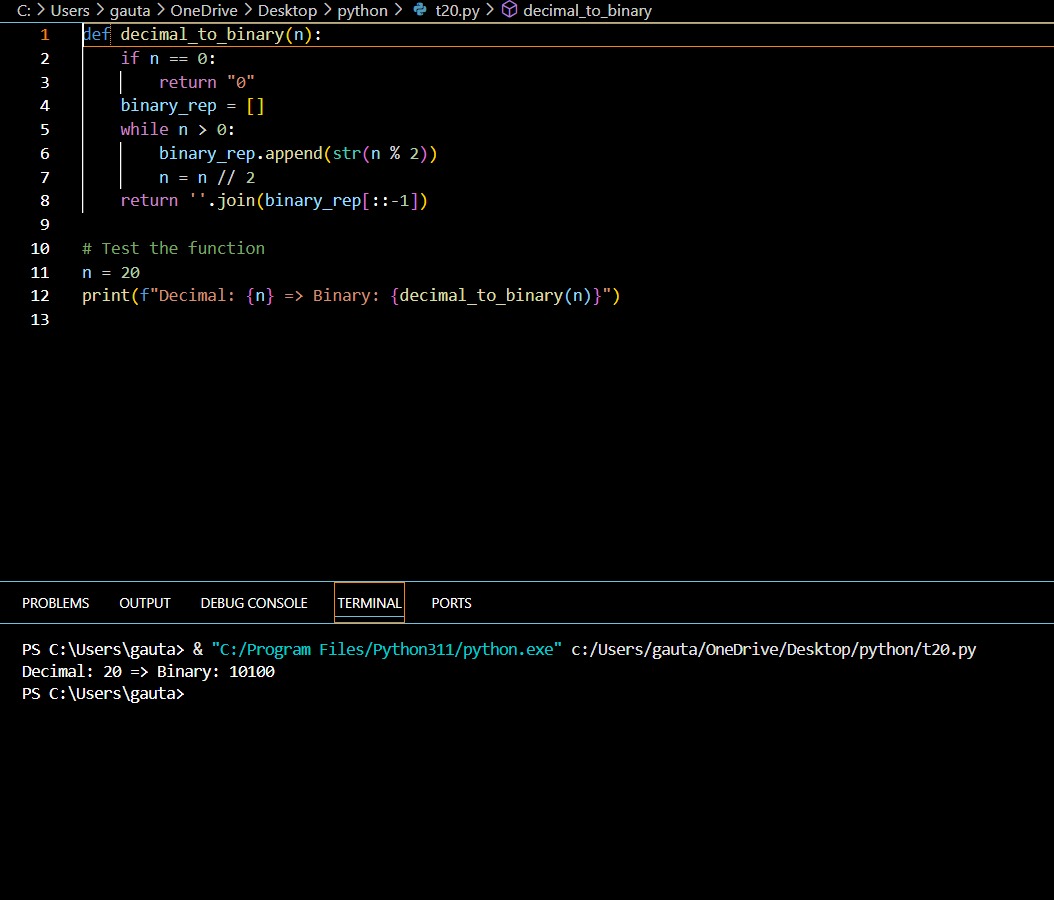 C: > Users > gauta > OneDrive > Desktop > python > t20.py > decimal_to_binary
1 def decimal_to_binary(n):
2     if n == 0:
3         return "0"
4     binary_rep = []
5     while n > 0:
6         binary_rep.append(str(n % 2))
7         n = n // 2
8     return ''.join(binary_rep[::-1])
9
10 # Test the function
11 n = 20
12 print(f"Decimal: {n} => Binary: {decimal_to_binary(n)}")
13
PROBLEMS OUTPUT DEBUG CONSOLE TERMINAL PORTS
PS C:\Users\gauta> & "C:/Program Files/Python311/python.exe" c:/Users/gauta/OneDrive/Desktop/python/t20.py
Decimal: 20 => Binary: 10100
PS C:\Users\gauta>